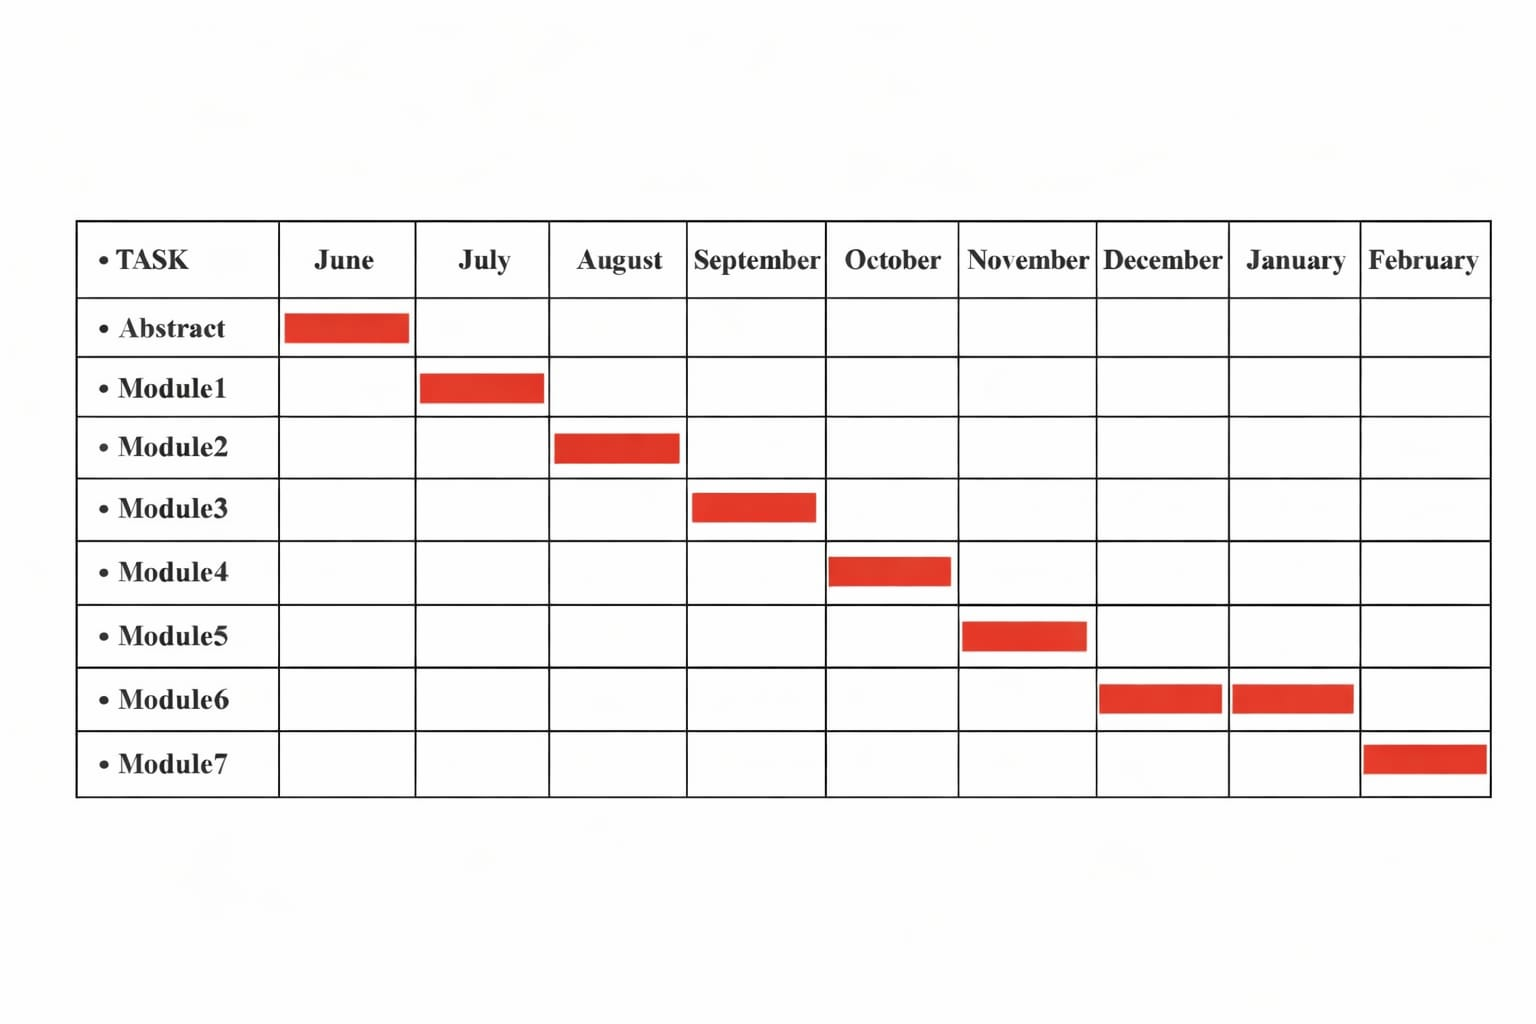 • TASK June July August September October November December January February
• Abstract
• Module1
• Module2
• Module3
• Module4
• Module5
• Module6
• Module7